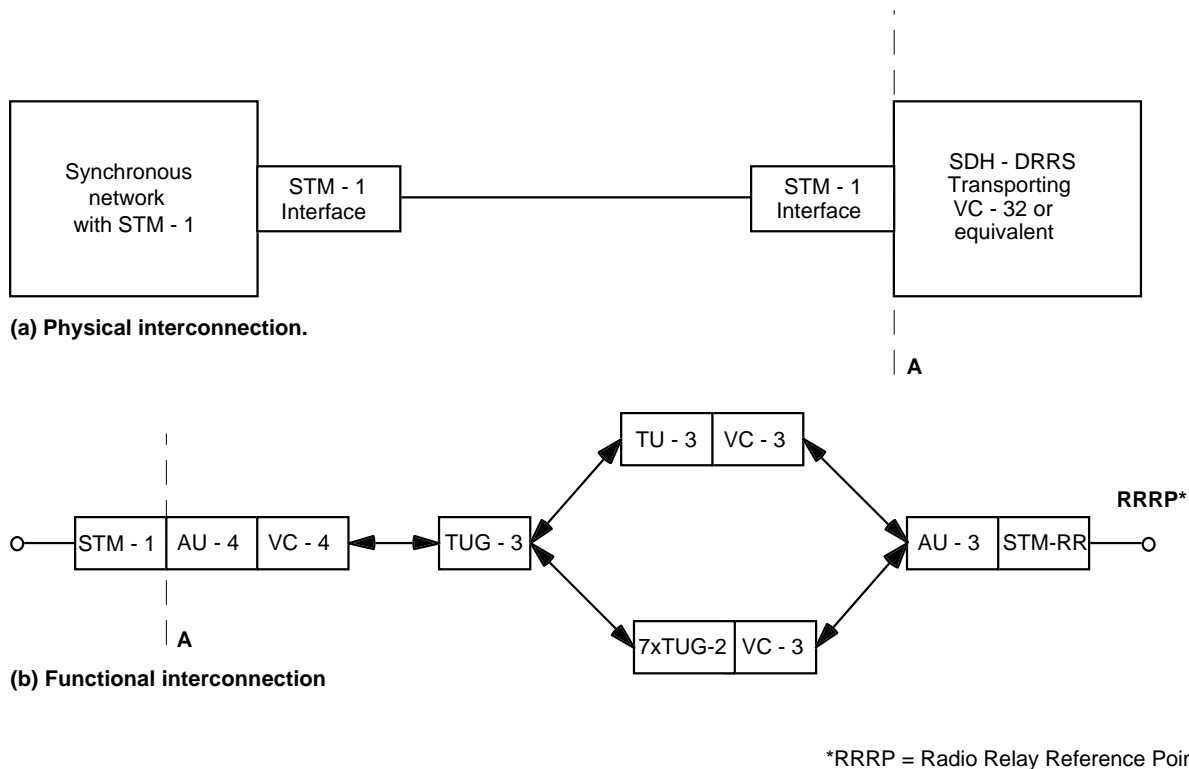 Synchronous
network
with STM - 1
STM - 1
Interface
STM - 1
Interface
SDH - DRRS
Transporting
VC - 32 or
equivalent
(a) Physical interconnection.
A
TU - 3
VC - 3
RRRP*
STM - 1
AU - 4
VC - 4
TUG - 3
AU - 3
STM-RR
A
7xTUG-2
VC - 3
(b) Functional interconnection
*RRRP = Radio Relay Reference Poin